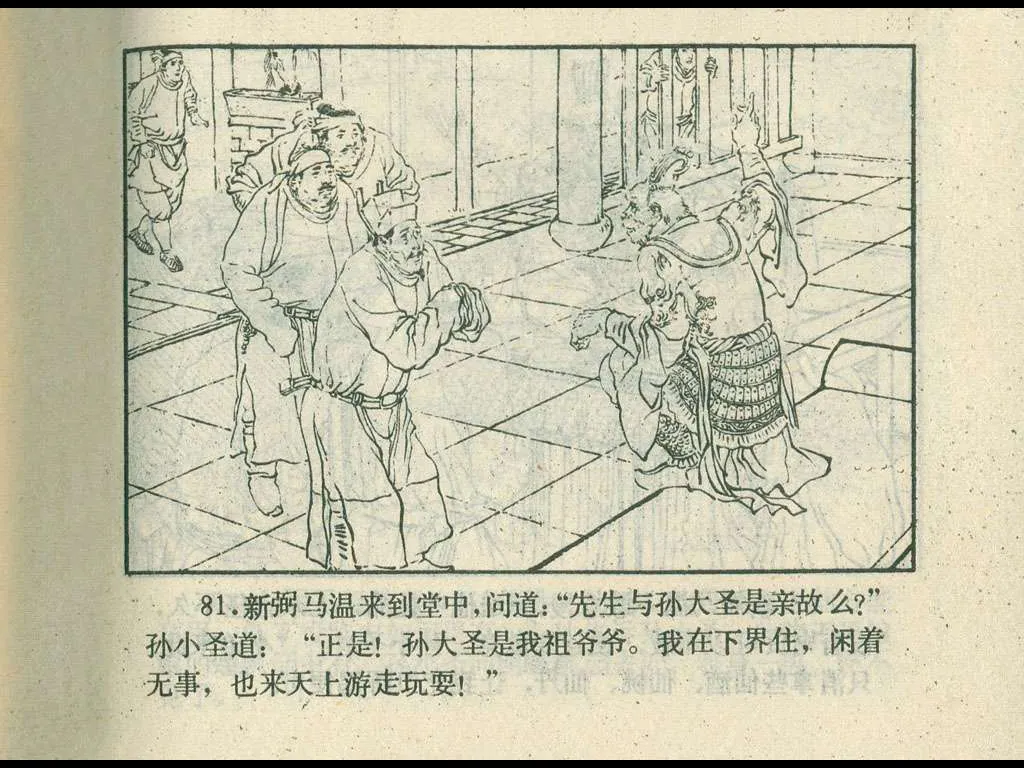 81.新弼马温来到堂中，问道：“先生与孙大圣是亲故么？”
孙小圣道：“正是！孙大圣是我祖爷爷。我在下界住，闲着
无事，也来天上游走玩耍！”